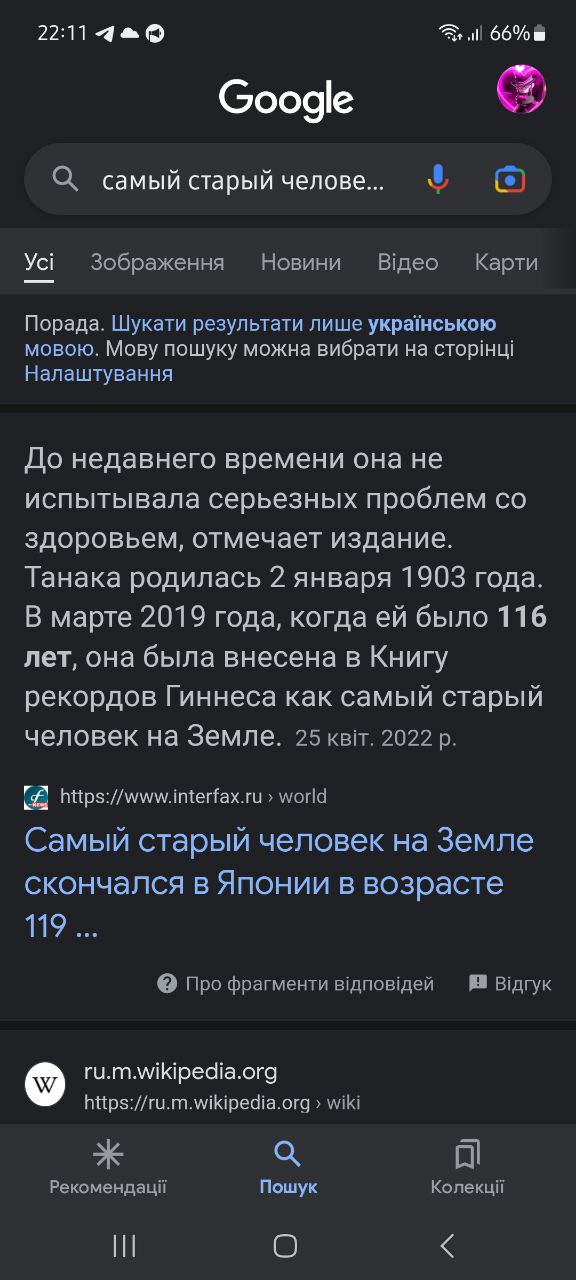 22:11 66%
Google
самый старый челове...
Усі Зображення Новини Відео Карти
Порада. Шукати результати лише українською
мовою. Мову пошуку можна вибрати на сторінці
Налаштування
До недавнего времени она не
испытывала серьезных проблем со
здоровьем, отмечает издание.
Танака родилась 2 января 1903 года.
В марте 2019 года, когда ей было 116
лет, она была внесена в Книгу
рекордов Гиннеса как самый старый
человек на Земле. 25 квіт. 2022 р.
https://www.interfax.ru › world
Самый старый человек на Земле
скончался в Японии в возрасте
119 ...
Про фрагменти відповідей Відгук
W ru.m.wikipedia.org
https://ru.m.wikipedia.org › wiki
Рекомендації Пошук Колекції